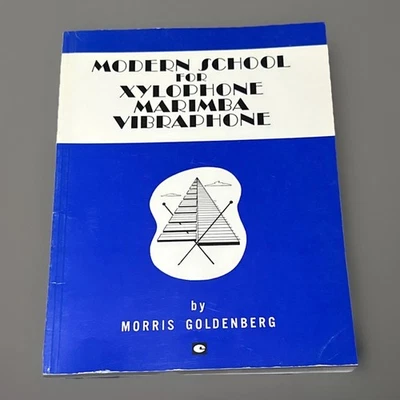 MODERN SCHOOL
FOR
XYLOPHONE
MARIMBA
VIBRAPHONE
by
MORRIS GOLDENBERG